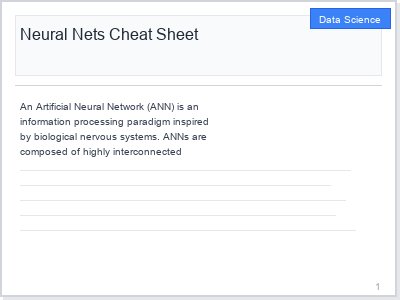 Data Science
Neural Nets Cheat Sheet
An Artificial Neural Network (ANN) is an
information processing paradigm inspired
by biological nervous systems. ANNs are
composed of highly interconnected
1